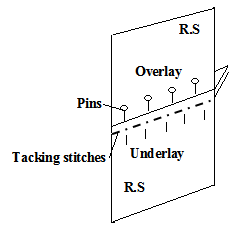 R.S
Overlay
Pins
Tacking stitches
Underlay
R.S